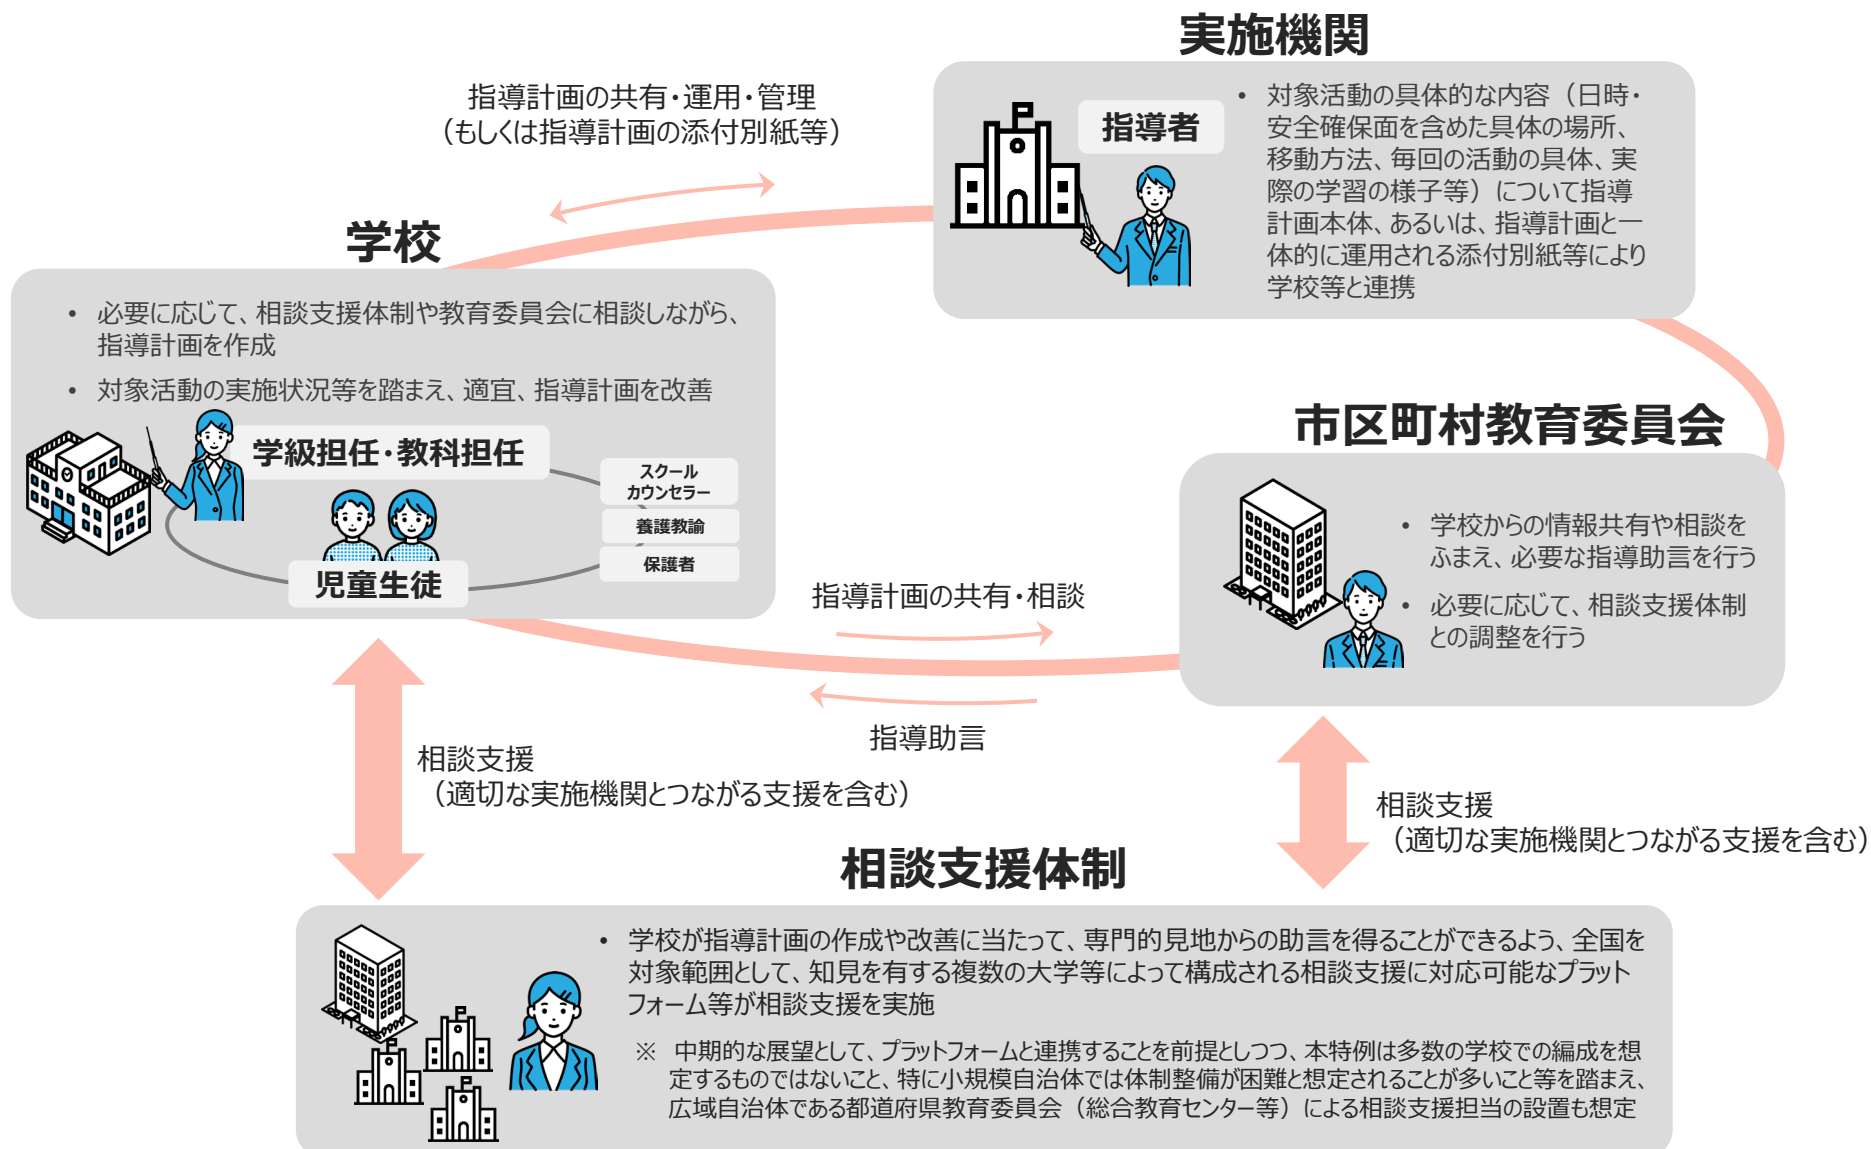 実施機関
指導計画の共有・運用・管理
（もしくは指導計画の添付別紙等）
指導者
• 対象活動の具体的な内容（日時・
安全確保面を含めた具体の場所、
移動方法、毎回の活動の具体、実
際の学習の様子等）について指導
計画本体、あるいは、指導計画と一
体的に運用される添付別紙等により
学校等と連携
学校
• 必要に応じて、相談支援体制や教育委員会に相談しながら、
指導計画を作成
• 対象活動の実施状況等を踏まえ、適宜、指導計画を改善
学級担任・教科担任
スクール
カウンセラー
養護教諭
保護者
児童生徒
市区町村教育委員会
• 学校からの情報共有や相談を
ふまえ、必要な指導助言を行う
• 必要に応じて、相談支援体制
との調整を行う
指導計画の共有・相談
指導助言
相談支援
（適切な実施機関とつながる支援を含む）
相談支援
（適切な実施機関とつながる支援を含む）
相談支援体制
• 学校が指導計画の作成や改善に当たって、専門的見地からの助言を得ることができるよう、全国を
対象範囲として、知見を有する複数の大学等によって構成される相談支援に対応可能なプラット
フォーム等が相談支援を実施
※ 中期的な展望として、プラットフォームと連携することを前提としつつ、本特例は多数の学校での編成を想
定するものではないこと、特に小規模自治体では体制整備が困難と想定されることが多いこと等を踏まえ、
広域自治体である都道府県教育委員会（総合教育センター等）による相談支援担当の設置も想定